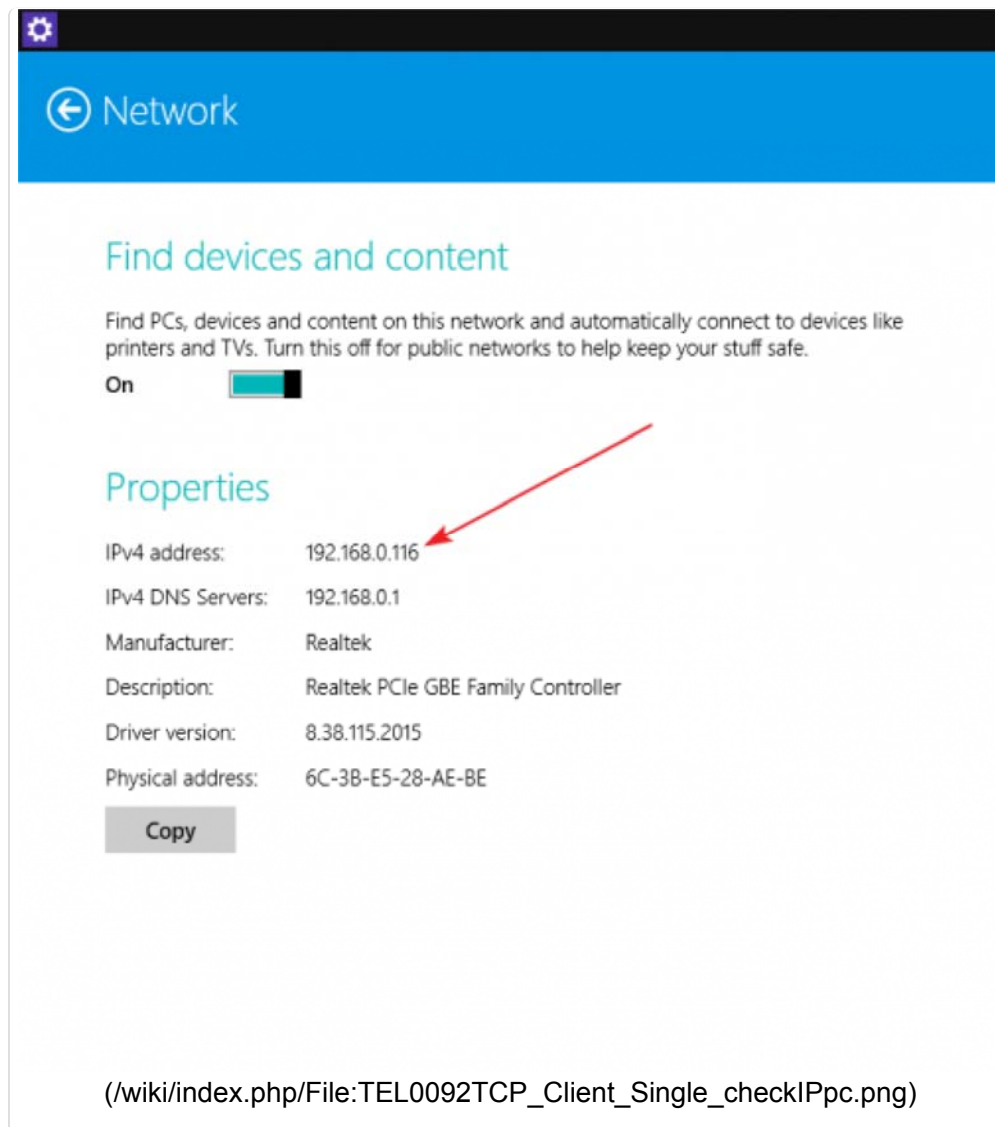 Network
Find devices and content
Find PCs, devices and content on this network and automatically connect to devices like
printers and TVs. Turn this off for public networks to help keep your stuff safe.
On
Properties
IPv4 address: 192.168.0.116
IPv4 DNS Servers: 192.168.0.1
Manufacturer: Realtek
Description: Realtek PCIe GBE Family Controller
Driver version: 8.38.115.2015
Physical address: 6C-3B-E5-28-AE-BE
Copy
(/wiki/index.php/File:TEL0092TCP_Client_Single_checkIPpc.png)